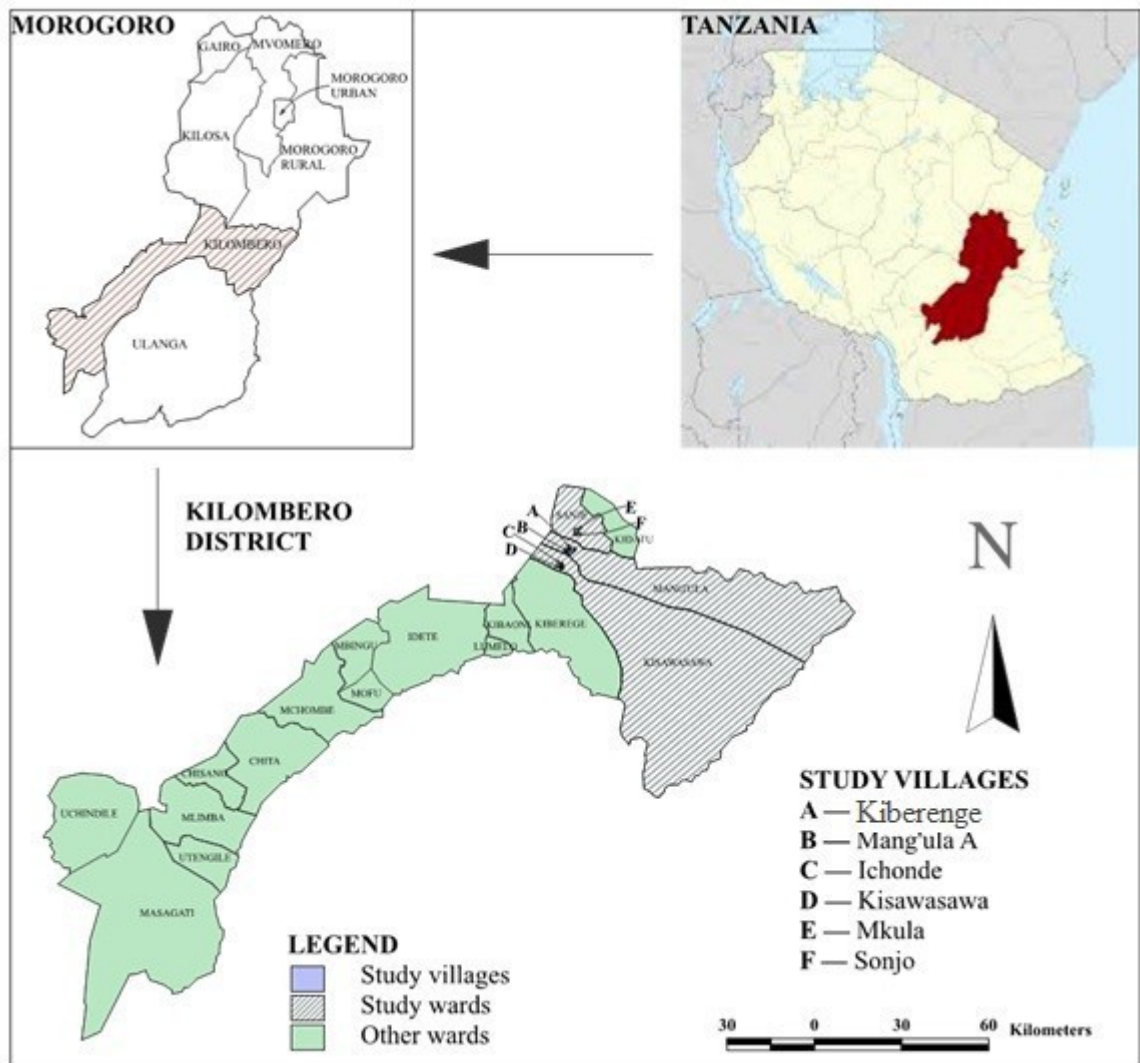 MOROGORO
GAIRO
MVOMERO
MOROGORO
URBAN
KILOSA
MOROGORO
RURAL
KILOMBERO
ULANGA
TANZANIA
KILOMBERO
DISTRICT
A
B
C
D
E
F
SANJE
KIDATU
MANG'ULA
KISAWASAWA
KIBEREGE
KIBAONI
LUMELO
IDETE
MBINGU
MOFU
MCHOMBE
CHITA
CHISANO
MLIMBA
UTENGILE
UCHINDILE
MASAGATI
N
STUDY VILLAGES
A — Kiberenge
B — Mang'ula A
C — Ichonde
D — Kisawasawa
E — Mkula
F — Sonjo
LEGEND
Study villages
Study wards
Other wards
30 0 30 60 Kilometers